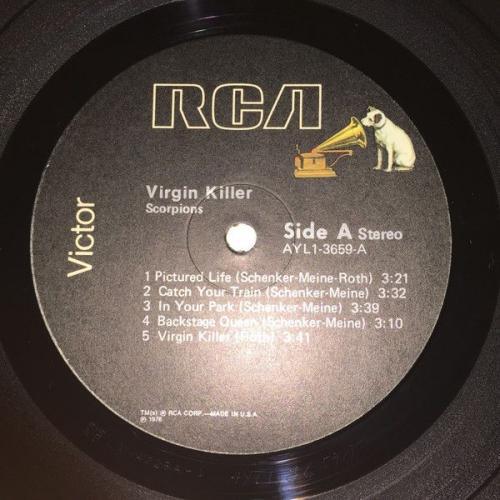 RCA
Victor
Virgin Killer
Scorpions
Side A Stereo
AYL1-3659-A
1 Pictured Life (Schenker-Meine-Roth) 3:21
2 Catch Your Train (Schenker-Meine) 3:32
3 In Your Park (Schenker-Meine) 3:39
4 Backstage Queen (Schenker-Meine) 3:10
5 Virgin Killer (Roth) 3:41
TM(s) ® RCA CORP.—MADE IN U.S.A.
℗ 1976